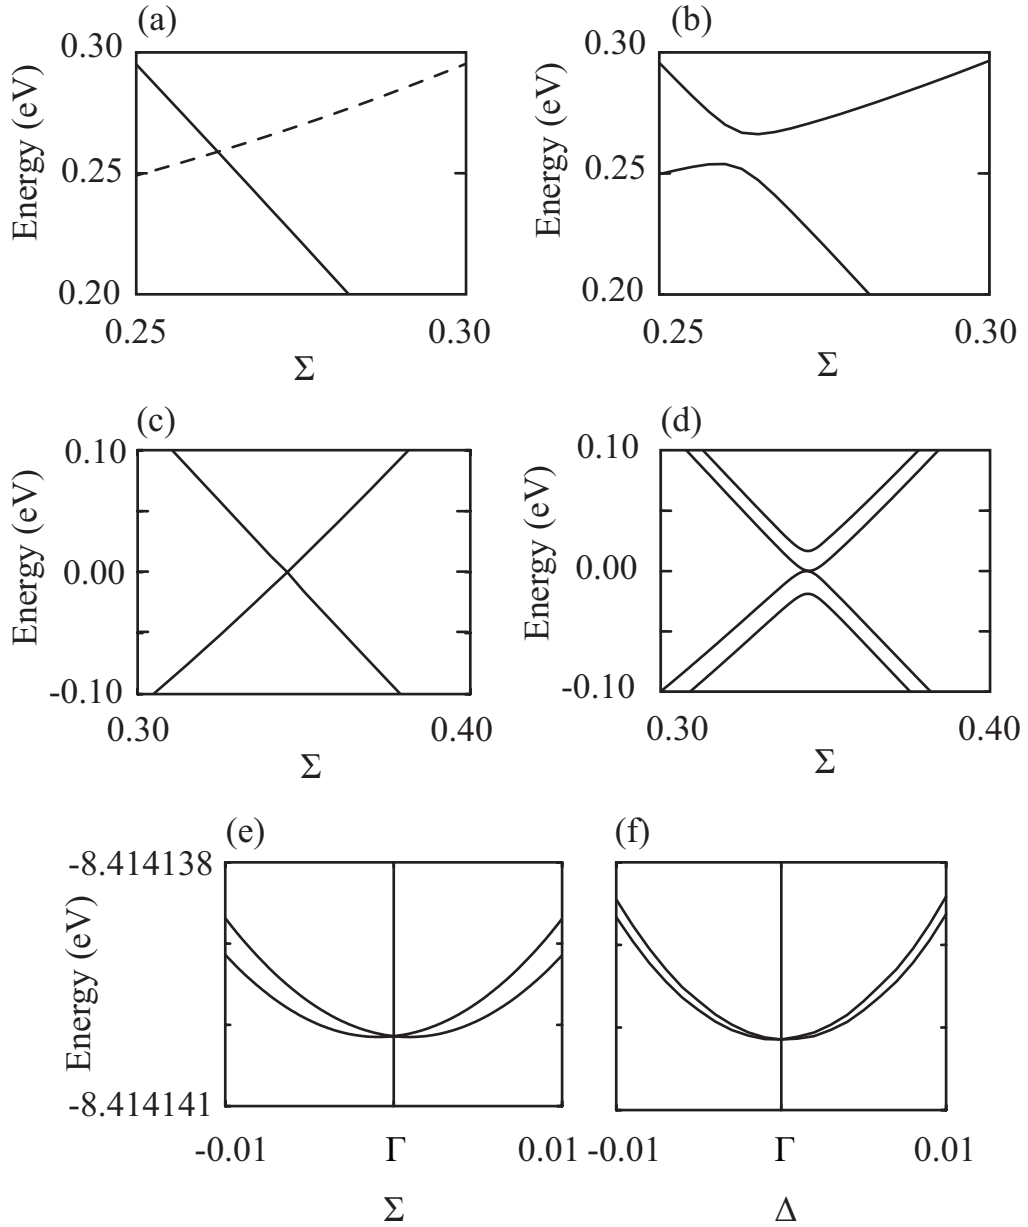 (a)
0.30
0.25
0.20
Energy (eV)
0.25
0.30
Σ
(b)
0.30
0.25
0.20
Energy (eV)
0.25
0.30
Σ
(c)
0.10
0.00
-0.10
Energy (eV)
0.30
0.40
Σ
(d)
0.10
0.00
-0.10
Energy (eV)
0.30
0.40
Σ
(e)
-8.414138
-8.414141
Energy (eV)
-0.01
Γ
0.01
Σ
(f)
-0.01
Γ
0.01
Δ